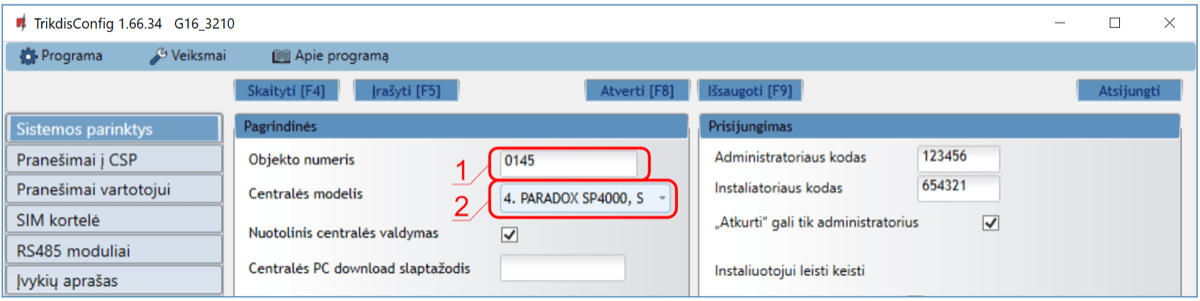 TrikdisConfig 1.66.34 G16_3210
Programa Veiksmai Apie programą
Skaityti [F4] Įrašyti [F5] Atverti [F8] Išsaugoti [F9] Atsijungti
Sistemos parinktys
Pranešimai į CSP
Pranešimai vartotojui
SIM kortelė
RS485 moduliai
Įvykių aprašas
Pagrindinės
Objekto numeris 1 0145
Centralės modelis 2 4. PARADOX SP4000, S
Nuotolinis centralės valdymas
Centralės PC download slaptažodis
Prisijungimas
Administratoriaus kodas 123456
Instaliatoriaus kodas 654321
„Atkurti“ gali tik administratorius
Instaliuotojui leisti keisti